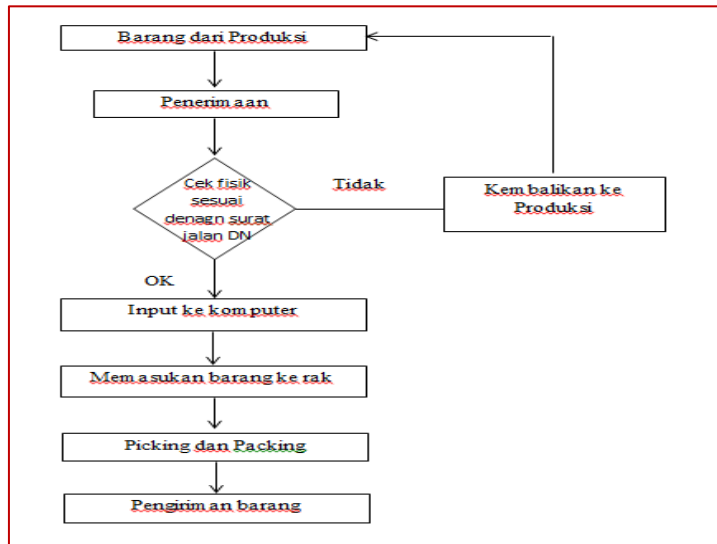 Barang dari Produksi
Penerimaan
Cek fisik
sesuai
denagn surat
jalan DN
Tidak
Kembalikan ke
Produksi
OK
Input ke komputer
Memasukan barang ke rak
Picking dan Packing
Pengiriman barang